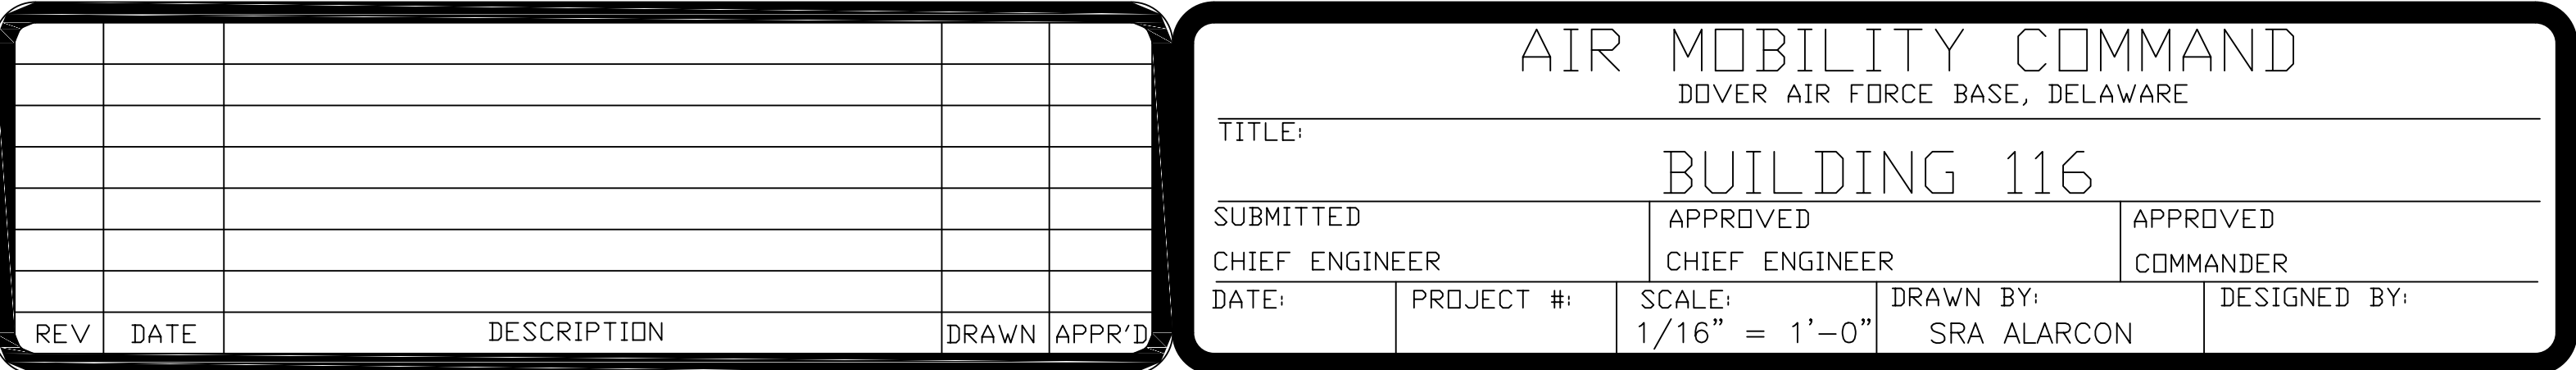 REV DATE DESCRIPTION DRAWN APPR'D
AIR MOBILITY COMMAND
DOVER AIR FORCE BASE, DELAWARE
TITLE:
BUILDING 116
SUBMITTED
CHIEF ENGINEER
APPROVED
CHIEF ENGINEER
APPROVED
COMMANDER
DATE:
PROJECT #:
SCALE:
1/16” = 1’-0”
DRAWN BY:
SRA ALARCON
DESIGNED BY: